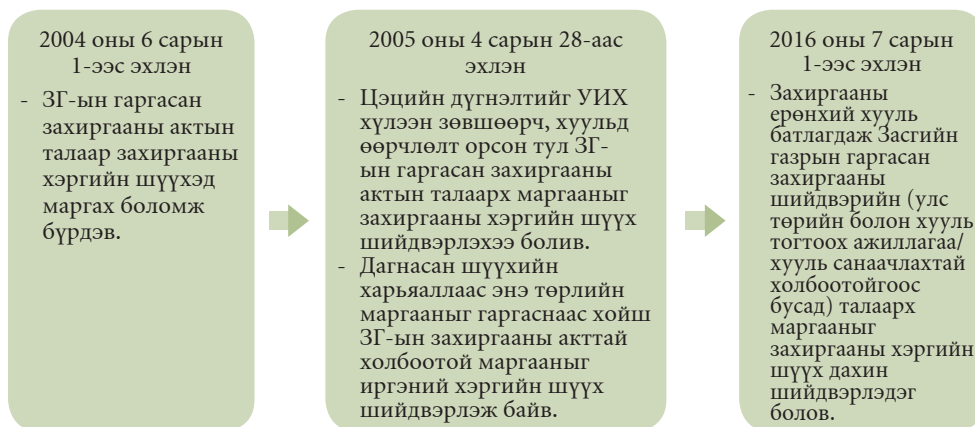 2004 оны 6 сарын
1-ээс эхлэн
- ЗГ-ын гаргасан
захиргааны актын
талаар захиргааны
хэргийн шүүхэд
маргах боломж
бүрдэв.
2005 оны 4 сарын 28-аас
эхлэн
- Цэцийн дүгнэлтийг УИХ
хүлээн зөвшөөрч, хуульд
өөрчлөлт орсон тул ЗГ-
ын гаргасан захиргааны
актын талаарх маргааныг
захиргааны хэргийн шүүх
шийдвэрлэхээ болив.
- Дагнасан шүүхийн
харьяаллаас энэ төрлийн
маргааныг гаргаснаас хойш
ЗГ-ын захиргааны акттай
холбоотой маргааныг
иргэний хэргийн шүүх
шийдвэрлэж байв.
2016 оны 7 сарын
1-ээс эхлэн
- Захиргааны
ерөнхий хууль
батлагдаж Засгийн
газрын гаргасан
захиргааны
шийдвэрийн (улс
төрийн болон хууль
тогтоох ажиллагаа/
хууль санаачлахтай
холбоотойгоос
бусад) талаарх
маргааныг
захиргааны хэргийн
шүүх дахин
шийдвэрлэдэг
болов.